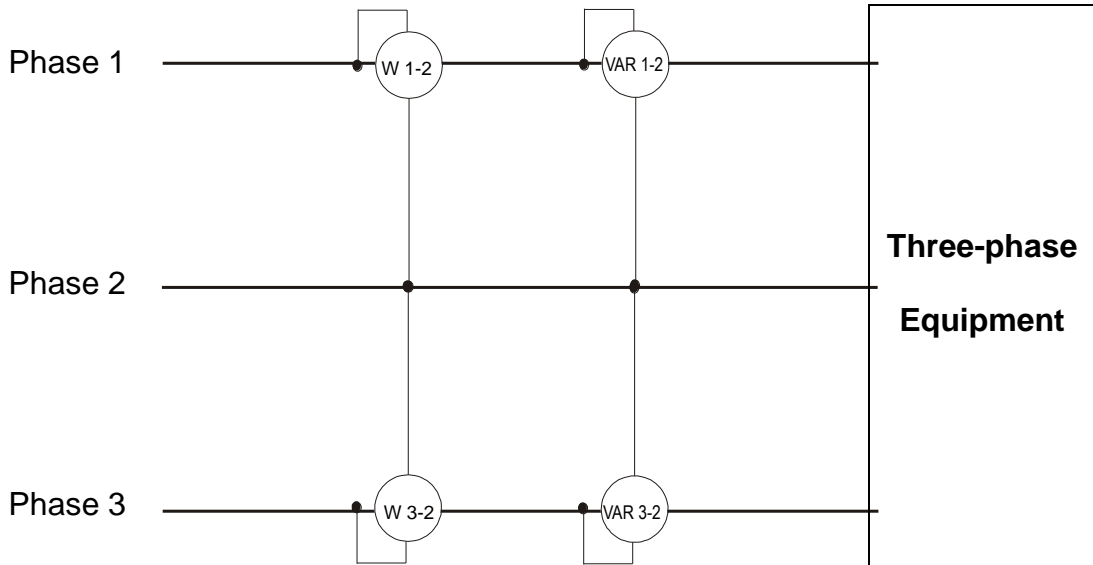 Phase 1
W 1-2
VAR 1-2
Phase 2
Three-phase
Equipment
Phase 3
W 3-2
VAR 3-2